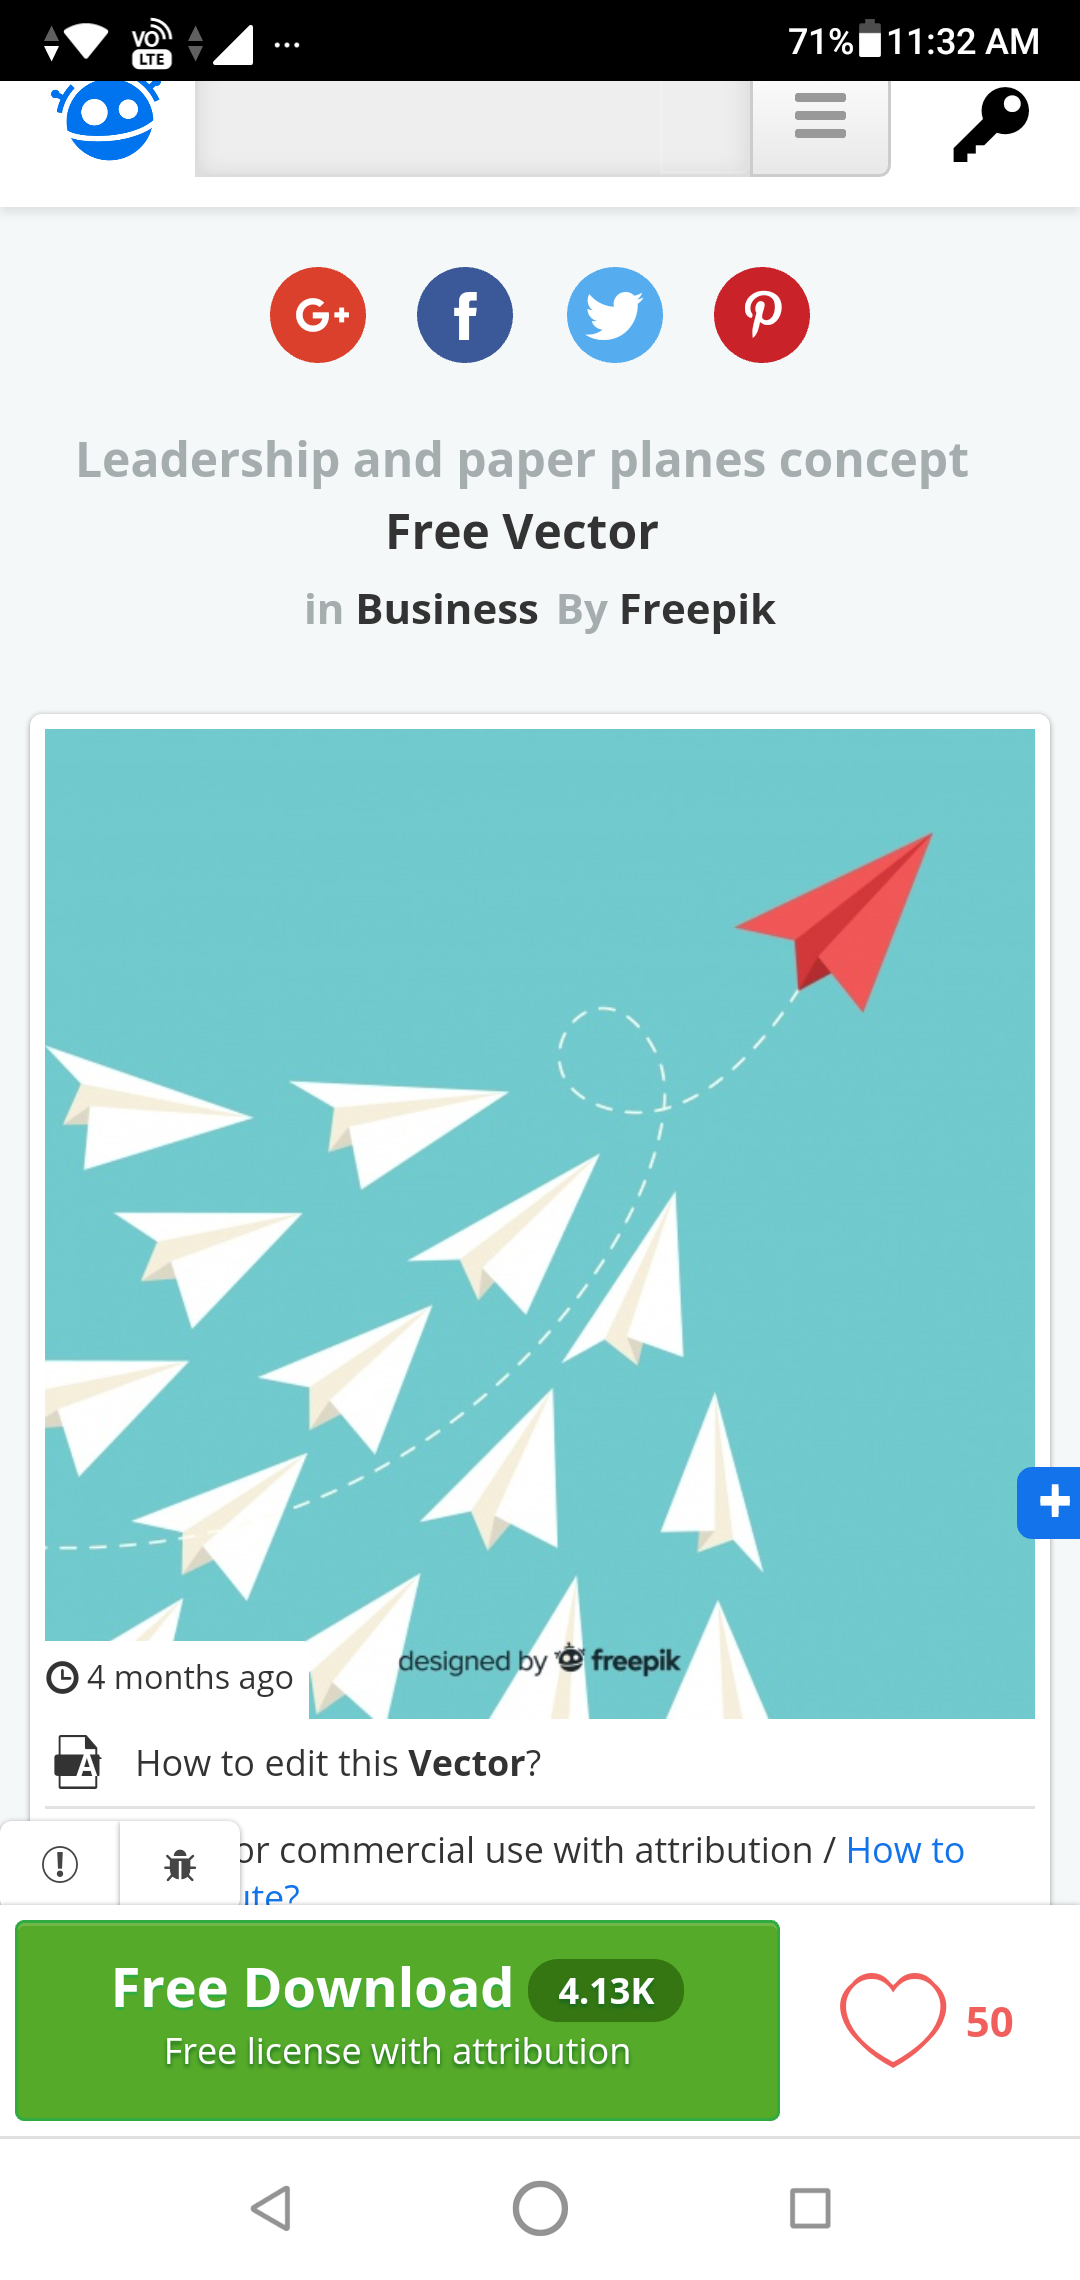 VO LTE ... 71% 11:32 AM
G+ f
Leadership and paper planes concept
Free Vector
in Business By Freepik
designed by freepik
4 months ago
A How to edit this Vector?
or commercial use with attribution / How to
ute?
Free Download 4.13K
Free license with attribution
50